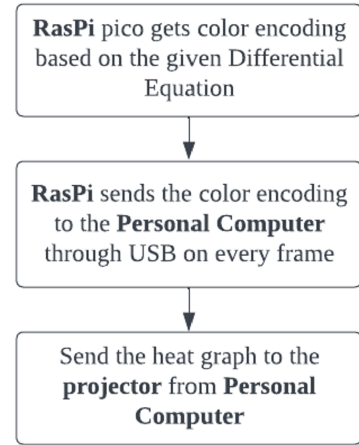 RasPi pico gets color encoding
based on the given Differential
Equation
RasPi sends the color encoding
to the Personal Computer
through USB on every frame
Send the heat graph to the
projector from Personal
Computer